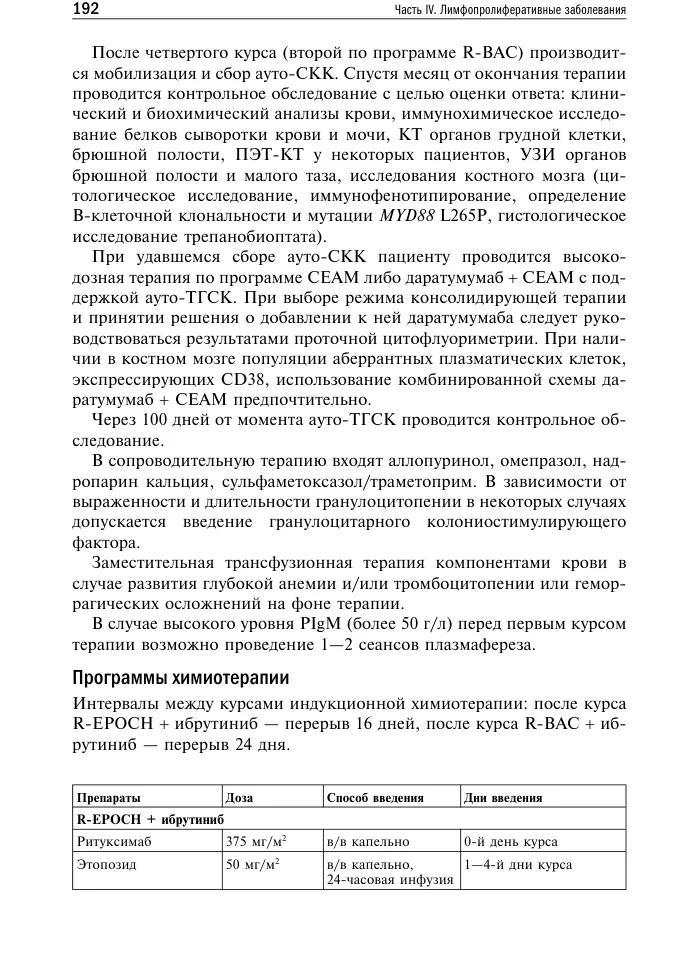 192
Часть IV. Лимфопролиферативные заболевания
После четвертого курса (второй по программе R-BAC) производит-
ся мобилизация и сбор ауто-СКК. Спустя месяц от окончания терапии
проводится контрольное обследование с целью оценки ответа: клини-
ческий и биохимический анализы крови, иммунохимическое исследо-
вание белков сыворотки крови и мочи, КТ органов грудной клетки,
брюшной полости, ПЭТ-КТ у некоторых пациентов, УЗИ органов
брюшной полости и малого таза, исследования костного мозга (ци-
тологическое исследование, иммунофенотипирование, определение
В-клеточной клональности и мутации MYD88 L265P, гистологическое
исследование трепанобиоптата).
При удавшемся сборе ауто-СКК пациенту проводится высоко-
дозная терапия по программе CEAM либо даратумумаб + CEAM с под-
держкой ауто-ТГСК. При выборе режима консолидирующей терапии
и принятии решения о добавлении к ней даратумумаба следует руко-
водствоваться результатами проточной цитофлуориметрии. При нали-
чии в костном мозге популяции аберрантных плазматических клеток,
экспрессирующих CD38, использование комбинированной схемы да-
ратумумаб + CEAM предпочтительно.
Через 100 дней от момента ауто-ТГСК проводится контрольное об-
следование.
В сопроводительную терапию входят аллопуринол, омепразол, над-
ропарин кальция, сульфаметоксазол/траметоприм. В зависимости от
выраженности и длительности гранулоцитопении в некоторых случаях
допускается введение гранулоцитарного колониостимулирующего
фактора.
Заместительная трансфузионная терапия компонентами крови в
случае развития глубокой анемии и/или тромбоцитопении или гемор-
рагических осложнений на фоне терапии.
В случае высокого уровня PIgM (более 50 г/л) перед первым курсом
терапии возможно проведение 1—2 сеансов плазмафереза.
Программы химиотерапии
Интервалы между курсами индукционной химиотерапии: после курса
R-EPOCH + ибрутиниб — перерыв 16 дней, после курса R-BAC + иб-
рутиниб — перерыв 24 дня.
Препараты Доза Способ введения Дни введения
R-EPOCH + ибрутиниб
Ритуксимаб 375 мг/м² в/в капельно 0-й день курса
Этопозид 50 мг/м² в/в капельно, 1—4-й дни курса
24-часовая инфузия